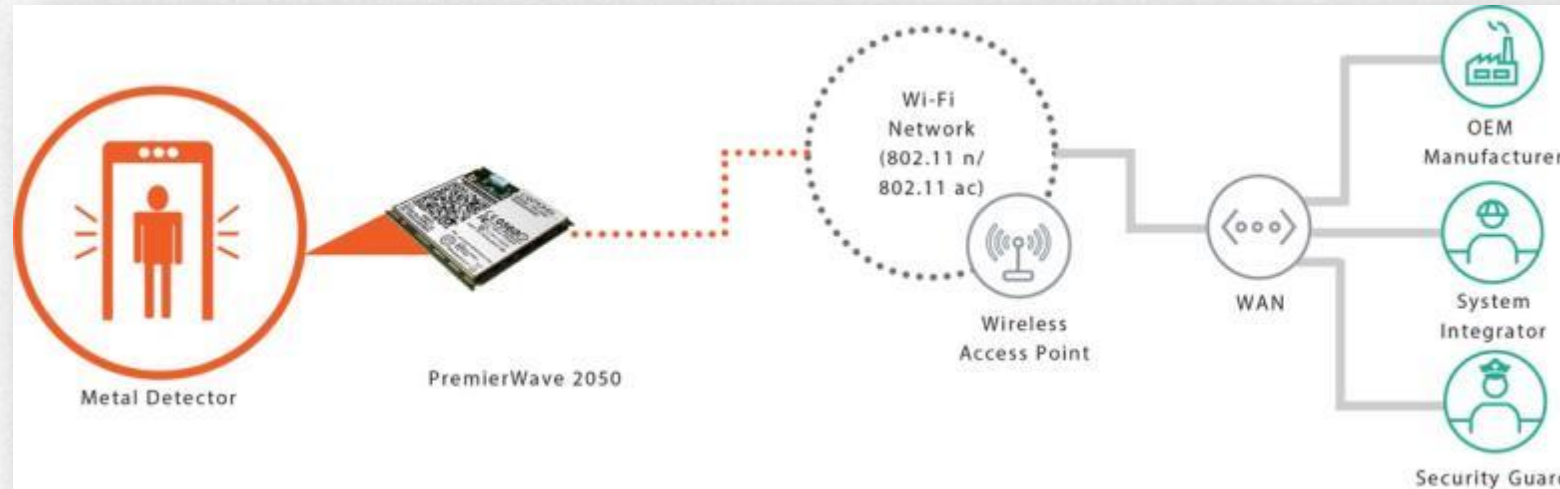 Metal Detector
PremierWave 2050
Wi-Fi
Network
(802.11 n/
802.11 ac)
Wireless
Access Point
WAN
OEM
Manufacturer
System
Integrator
Security Guard